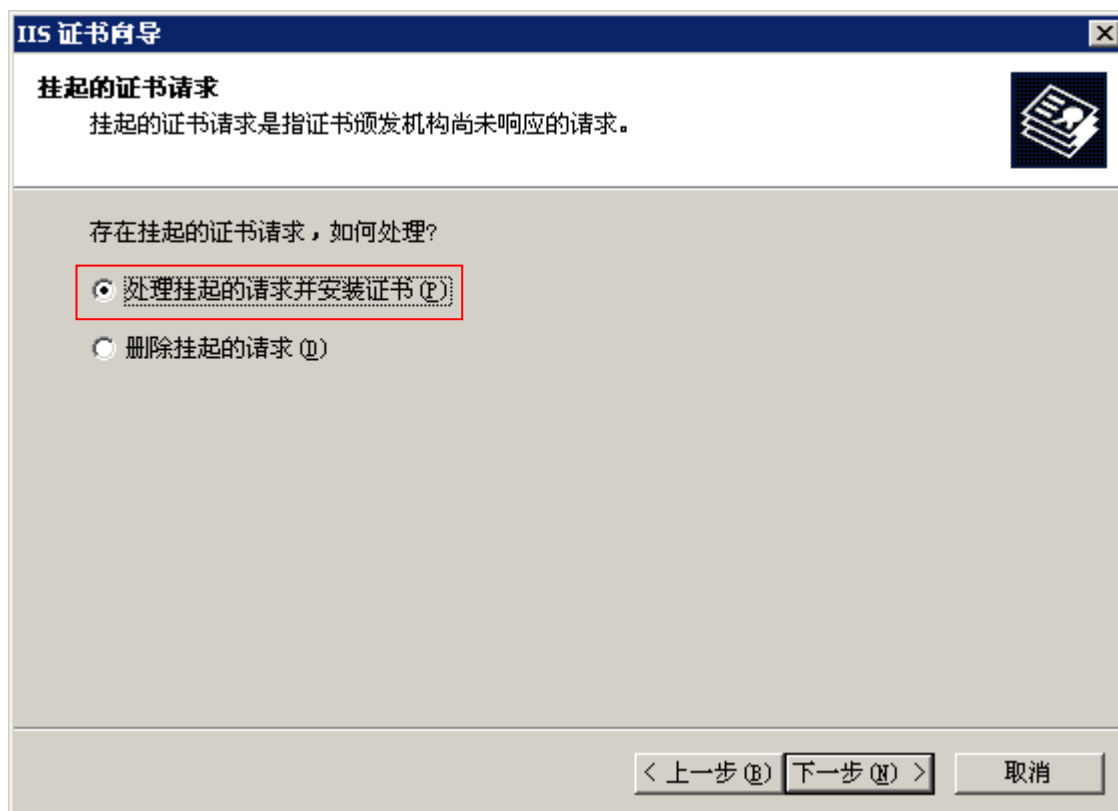 IIS 证书向导
挂起的证书请求
挂起的证书请求是指证书颁发机构尚未响应的请求。
存在挂起的证书请求，如何处理?
处理挂起的请求并安装证书(P)
删除挂起的请求(D)
< 上一步(B) 下一步(N) > 取消